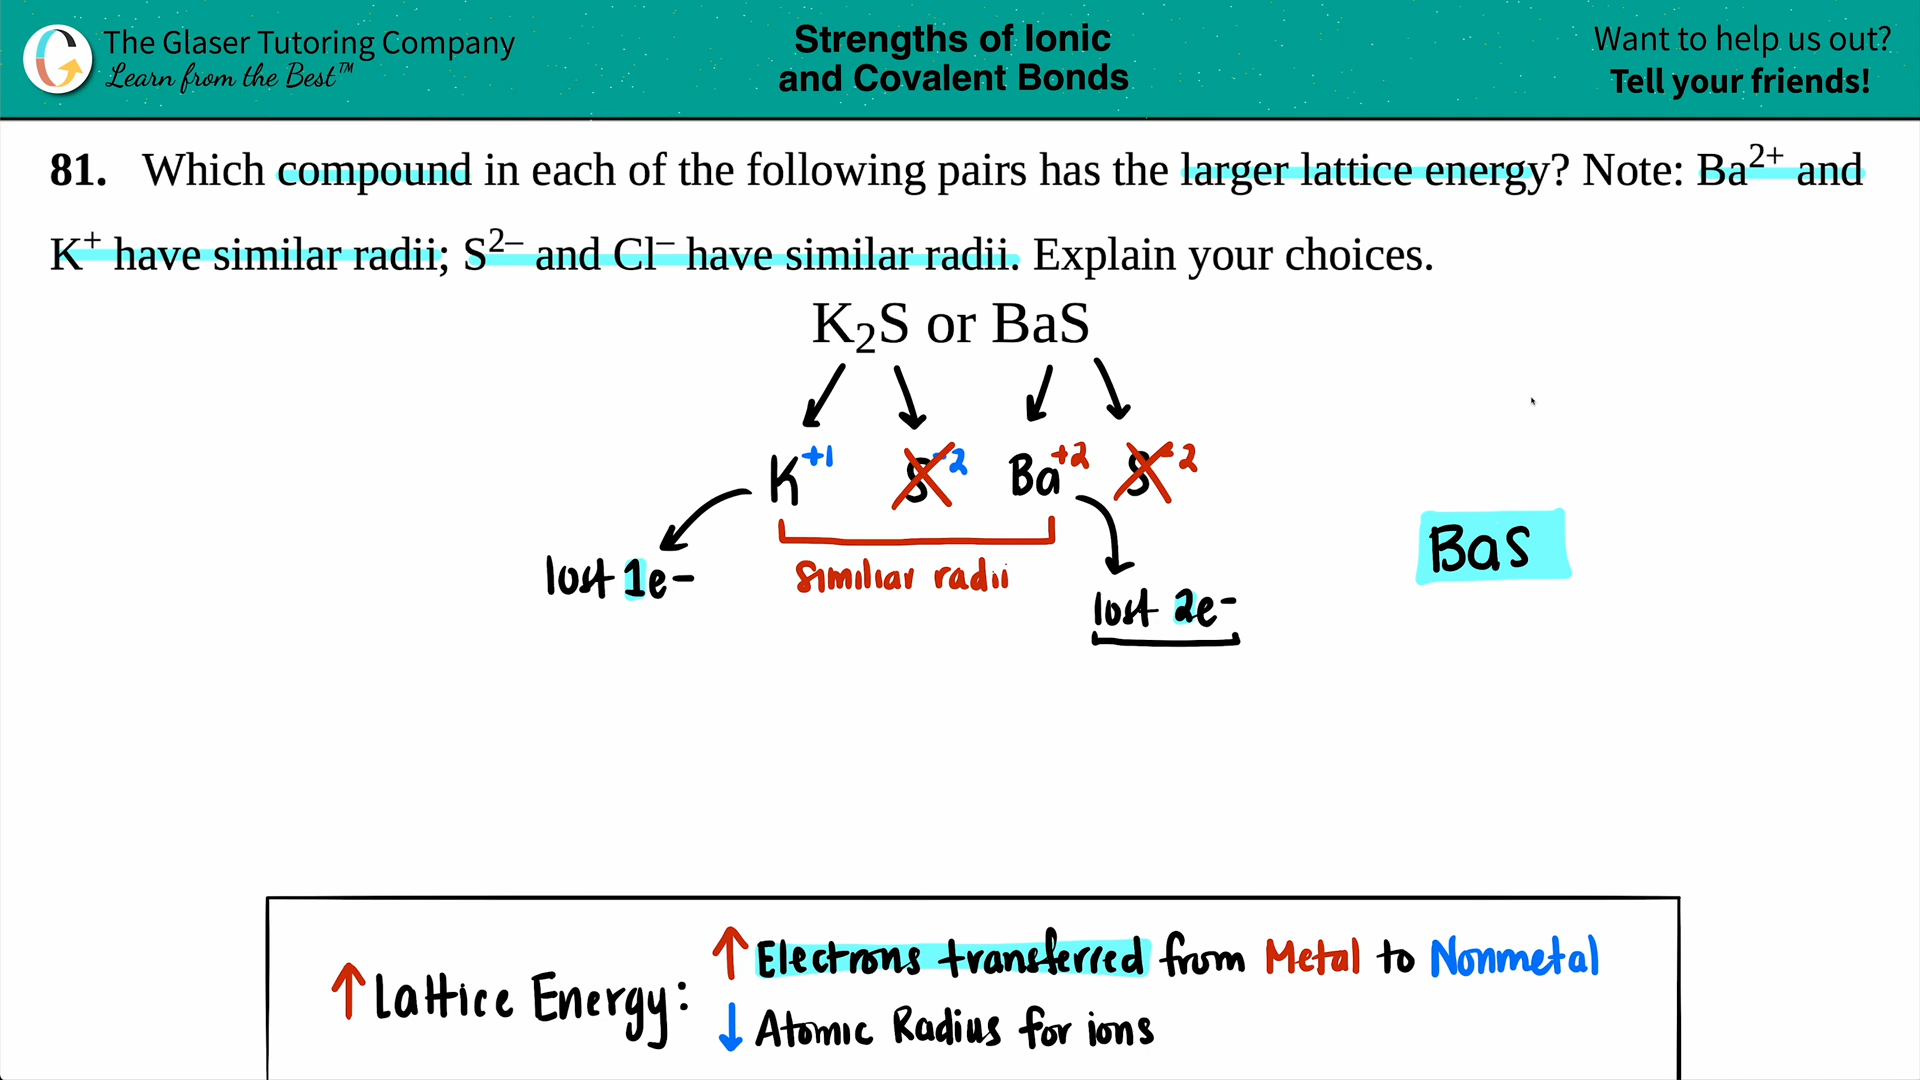 The Glaser Tutoring Company
Learn from the Best™
Strengths of Ionic
and Covalent Bonds
Want to help us out?
Tell your friends!
81. Which compound in each of the following pairs has the larger lattice energy? Note: Ba²⁺ and
K⁺ have similar radii; S²⁻ and Cl⁻ have similar radii. Explain your choices.
K₂S or BaS
K⁺¹ S⁻² Ba⁺² S⁻²
BaS
lost 1e-
Similiar radii
lost 2e-
↑ Lattice Energy:
↑ Electrons transferred from Metal to Nonmetal
↓ Atomic Radius for ions